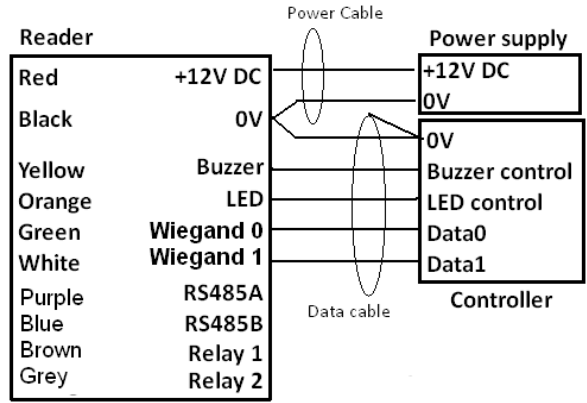 Power Cable
Reader
Power supply
Red +12V DC
+12V DC
Black 0V
0V
0V
Yellow Buzzer
Buzzer control
Orange LED
LED control
Green Wiegand 0
Data0
White Wiegand 1
Data1
Purple RS485A
Controller
Data cable
Blue RS485B
Brown Relay 1
Grey Relay 2